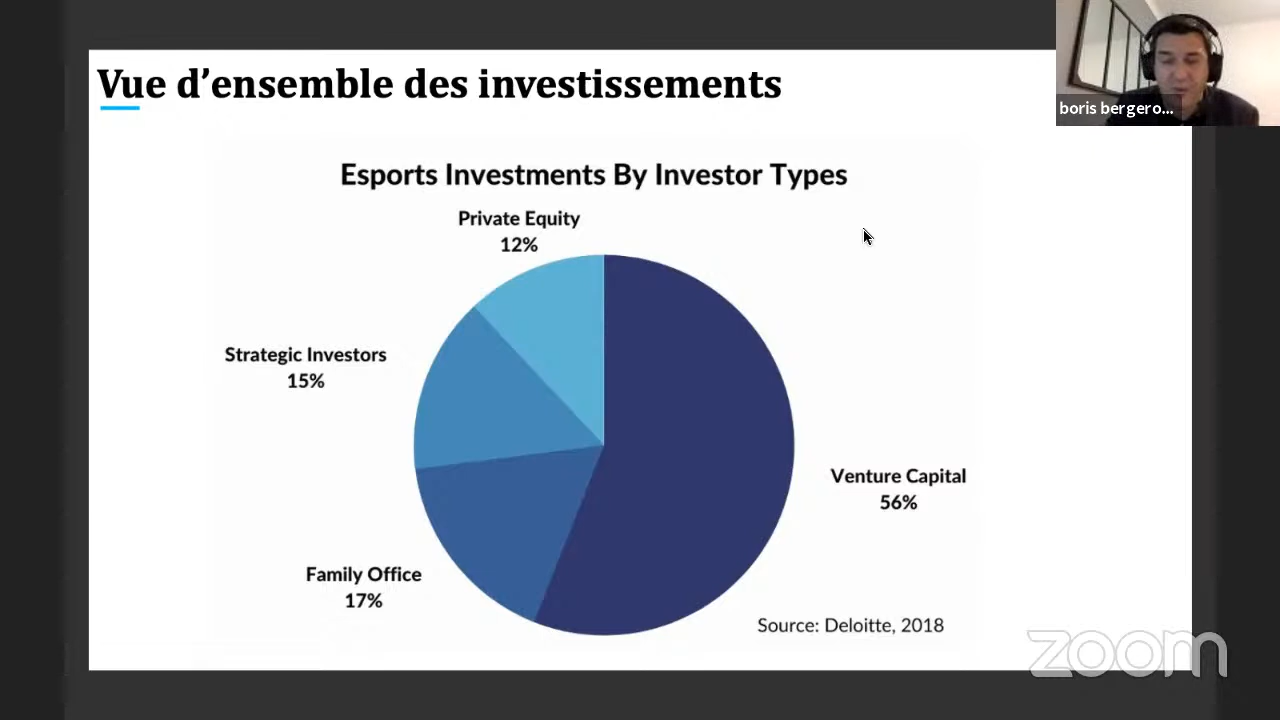 Vue d’ensemble des investissements
boris bergero...
Esports Investments By Investor Types
Private Equity
12%
Strategic Investors
15%
Venture Capital
56%
Family Office
17%
Source: Deloitte, 2018
zoom